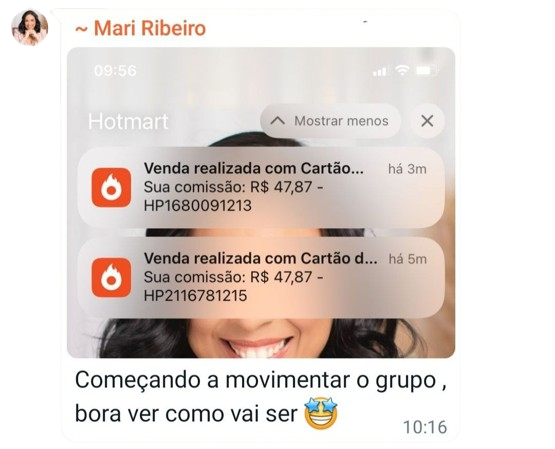 ~ Mari Ribeiro
09:56
Hotmart
Mostrar menos
Venda realizada com Cartão... há 3m
Sua comissão: R$ 47,87 -
HP1680091213
Venda realizada com Cartão d... há 5m
Sua comissão: R$ 47,87 -
HP2116781215
Começando a movimentar o grupo ,
bora ver como vai ser 🤩
10:16